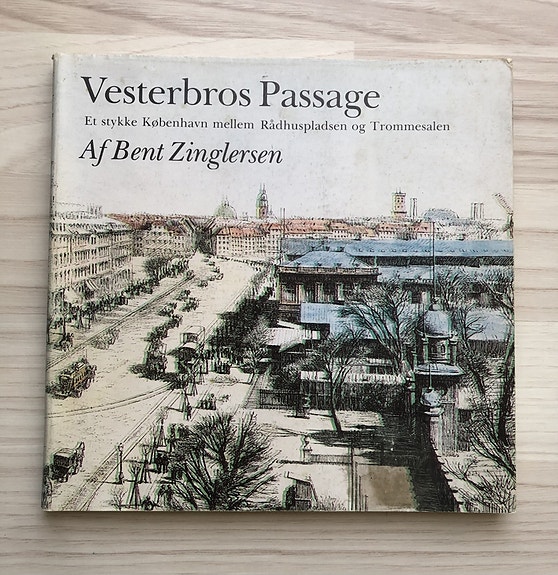 Vesterbros Passage
Et stykke København mellem Rådhuspladsen og Trommesalen
Af Bent Zinglersen